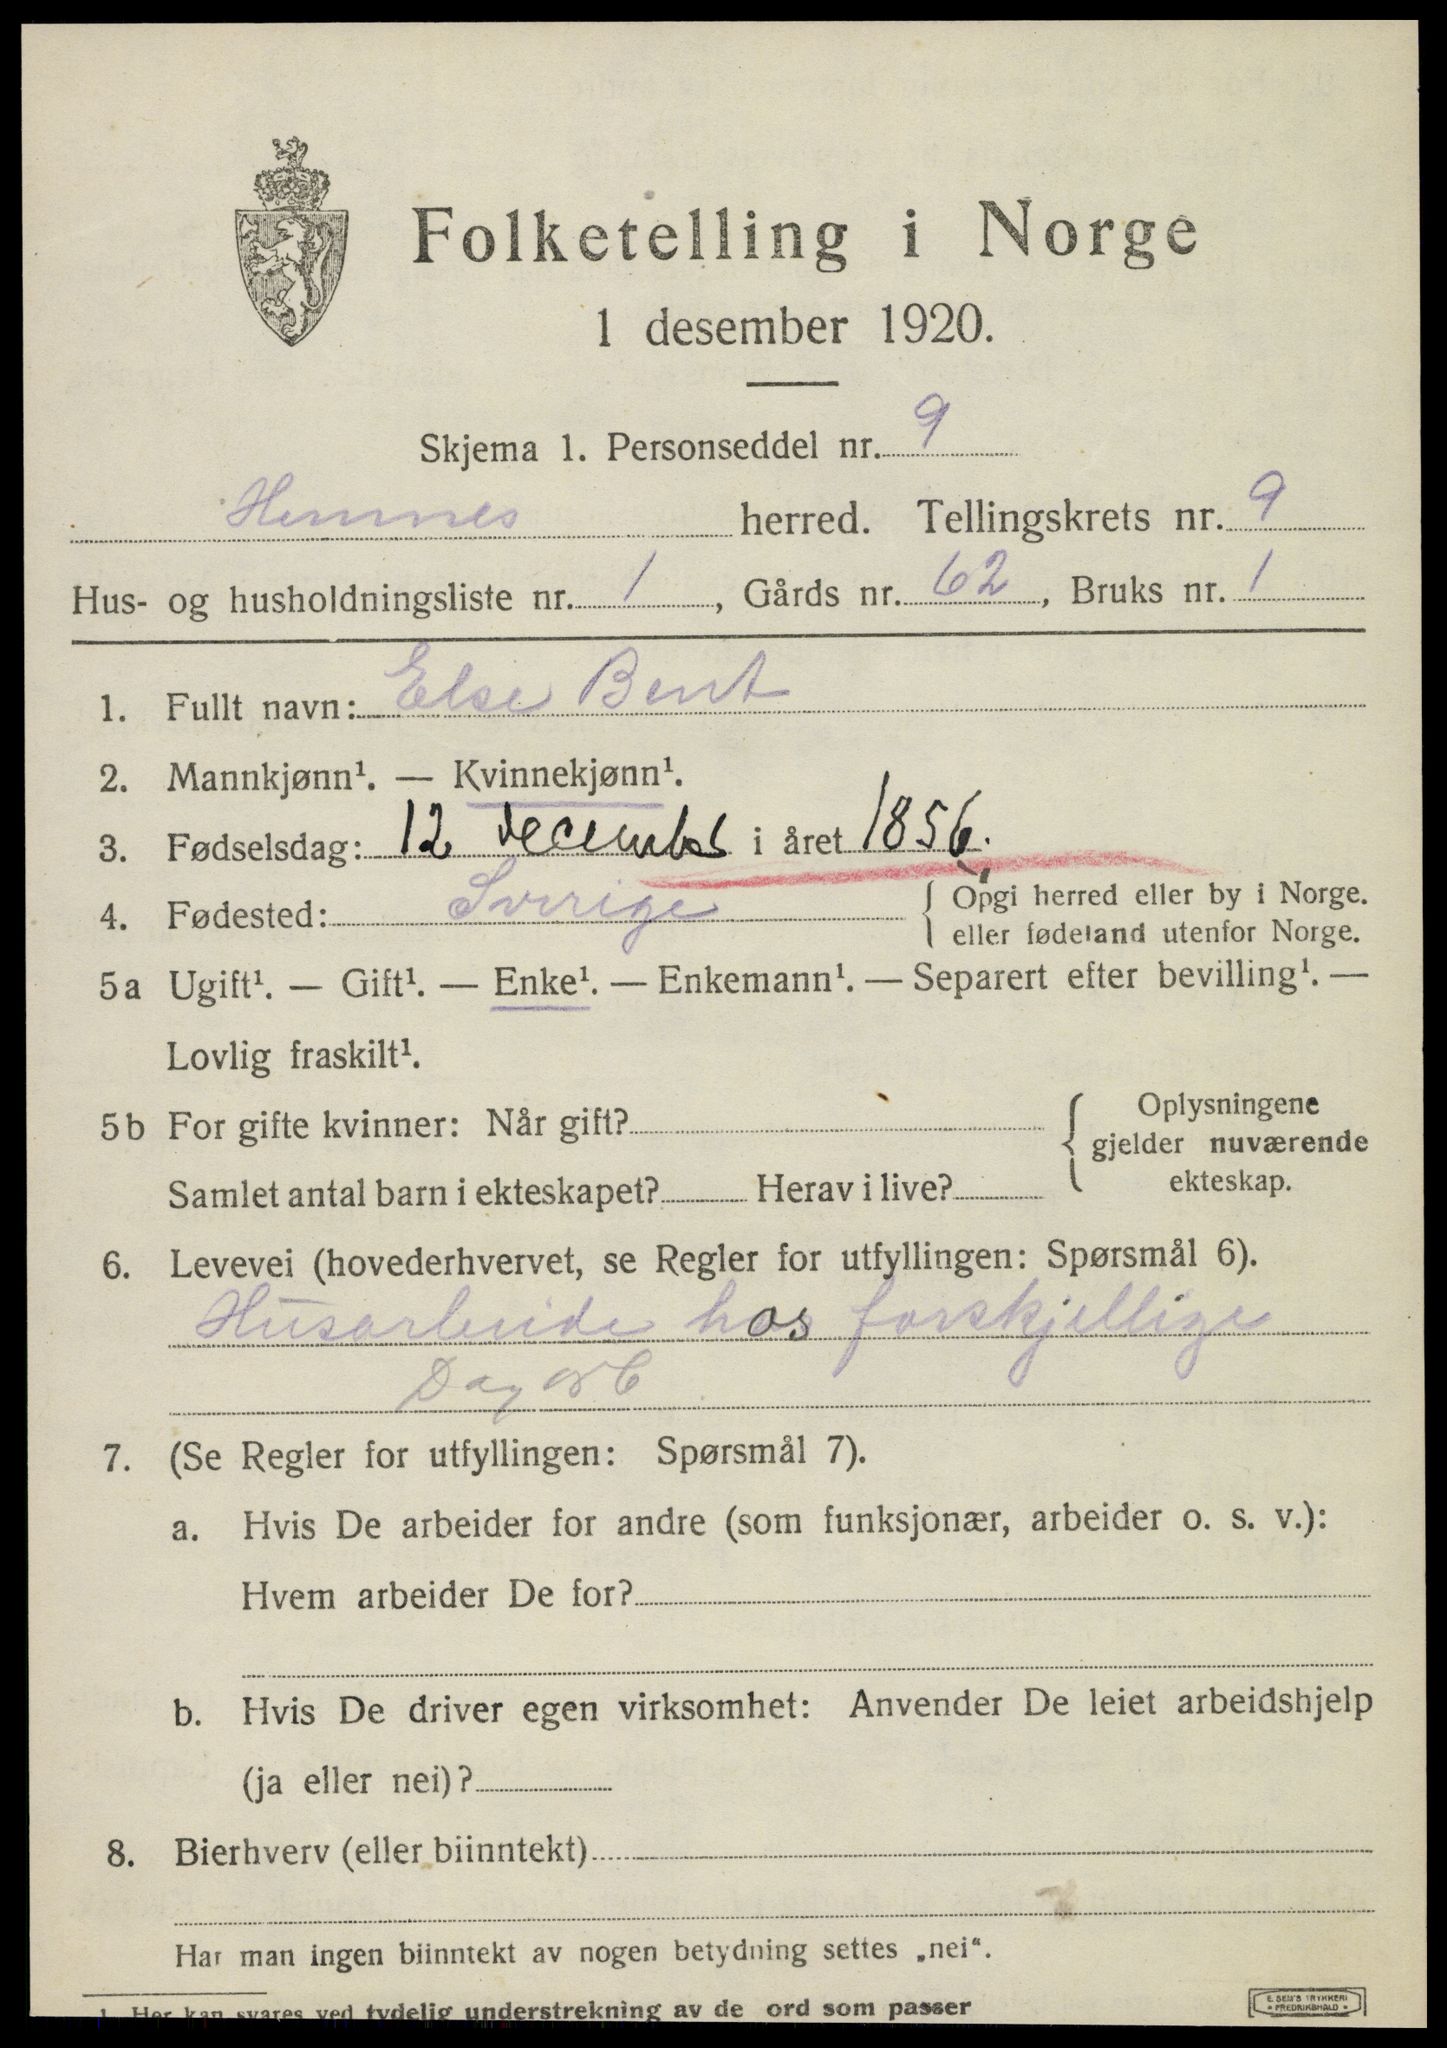 Folketelling i Norge
1 desember 1920.
Skjema 1. Personseddel nr. 9
Hemnes herred. Tellingskrets nr. 9
Hus- og husholdningsliste nr. 1, Gårds nr. 62, Bruks nr. 1
1. Fullt navn: Else Bent
2. Mannkjønn¹. — Kvinnekjønn¹.
3. Fødselsdag: 12 december i året 1856.
4. Fødested: Sverige
{ Opgi herred eller by i Norge.
eller fødeland utenfor Norge.
5a Ugift¹. — Gift¹. — Enke¹. — Enkemann¹. — Separert efter bevilling¹. —
Lovlig fraskilt¹.
5b For gifte kvinner: Når gift?
Samlet antal barn i ekteskapet? Herav i live?
{ Oplysningene
gjelder nuværende
ekteskap.
6. Levevei (hovederhvervet, se Regler for utfyllingen: Spørsmål 6).
Husarbeide hos forskjellige
Dag
7. (Se Regler for utfyllingen: Spørsmål 7).
a. Hvis De arbeider for andre (som funksjonær, arbeider o. s. v.):
Hvem arbeider De for?
b. Hvis De driver egen virksomhet: Anvender De leiet arbeidshjelp
(ja eller nei)?
8. Bierhverv (eller biinntekt)
Har man ingen biinntekt av nogen betydning settes „nei“.
1. Her kan svares ved tydelig understrekning av de ord som passer
E. SEM'S TRYKKERI
• FREDRIKSHALD •